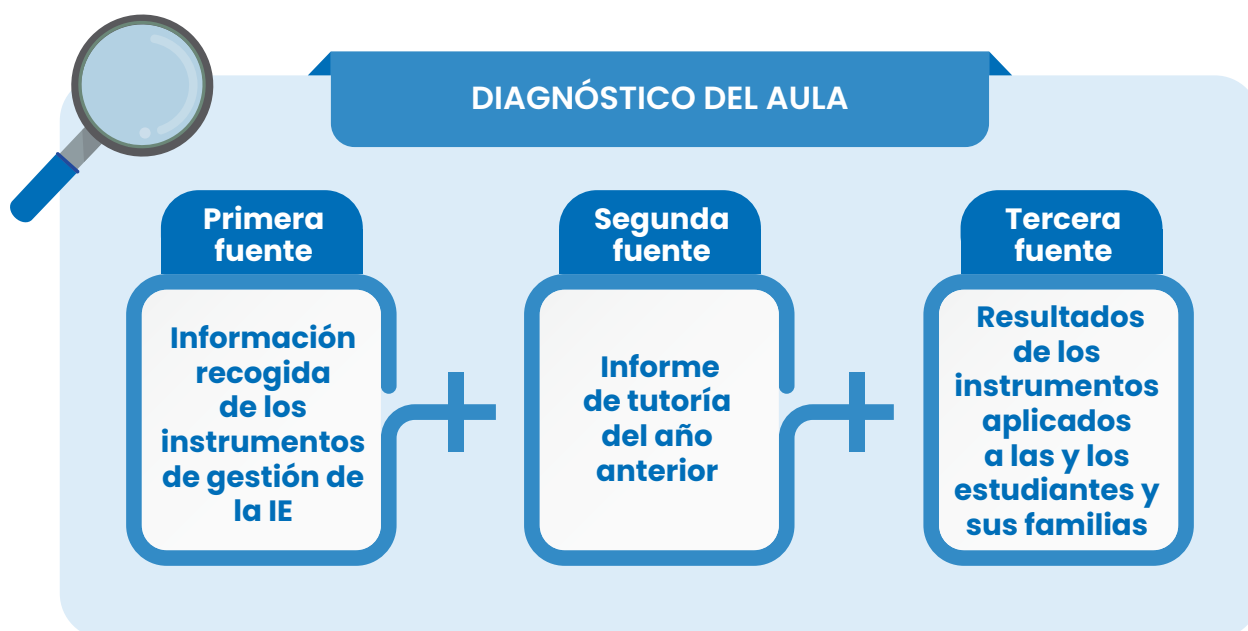 DIAGNÓSTICO DEL AULA
Primera
fuente
Información
recogida
de los
instrumentos
de gestión de
la IE
Segunda
fuente
Informe
de tutoría
del año
anterior
Tercera
fuente
Resultados
de los
instrumentos
aplicados
a las y los
estudiantes y
sus familias